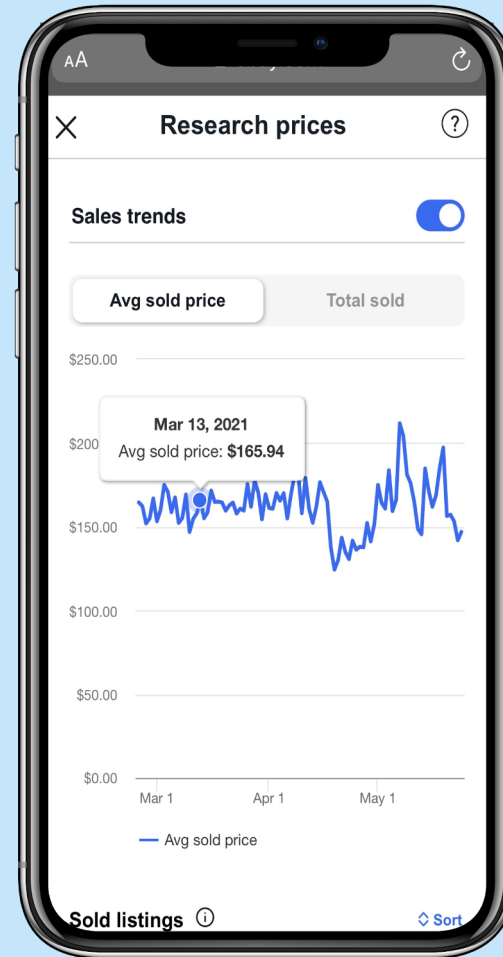 AA
Research prices
?
Sales trends
Avg sold price
Total sold
$250.00
Mar 13, 2021
Avg sold price: $165.94
$200
$150.00
$100.00
$50.00
$0.00
Mar 1
Apr 1
May 1
Avg sold price
Sold listings
Sort